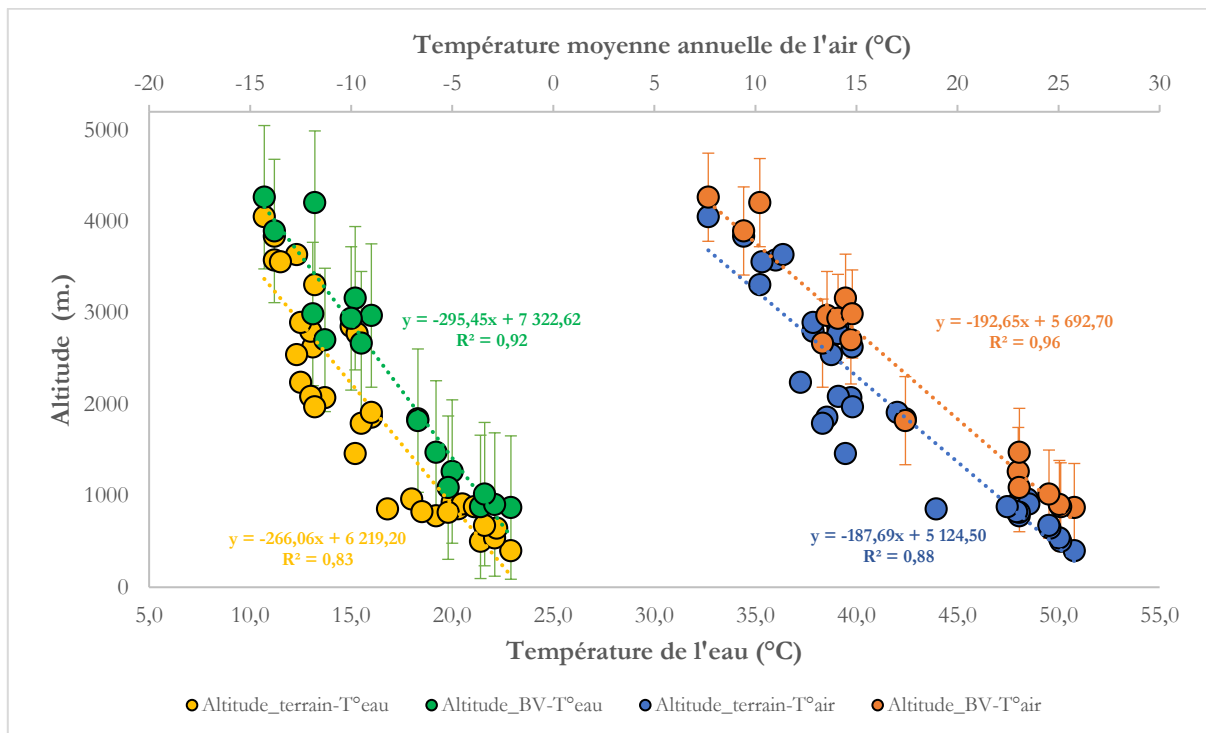 Température moyenne annuelle de l'air (°C)
-20 -15 -10 -5 0 5 10 15 20 25 30
5000
4000
3000
2000
1000
0
Altitude (m.)
y = -295,45x + 7 322,62
R² = 0,92
y = -192,65x + 5 692,70
R² = 0,96
y = -266,06x + 6 219,20
R² = 0,83
y = -187,69x + 5 124,50
R² = 0,88
5,0 10,0 15,0 20,0 25,0 30,0 35,0 40,0 45,0 50,0 55,0
Température de l'eau (°C)
Altitude_terrain-T°eau Altitude_BV-T°eau Altitude_terrain-T°air Altitude_BV-T°air